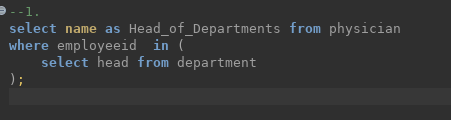 --1.
select name as Head_of_Departments from physician
where employeeid  in (
    select head from department
);